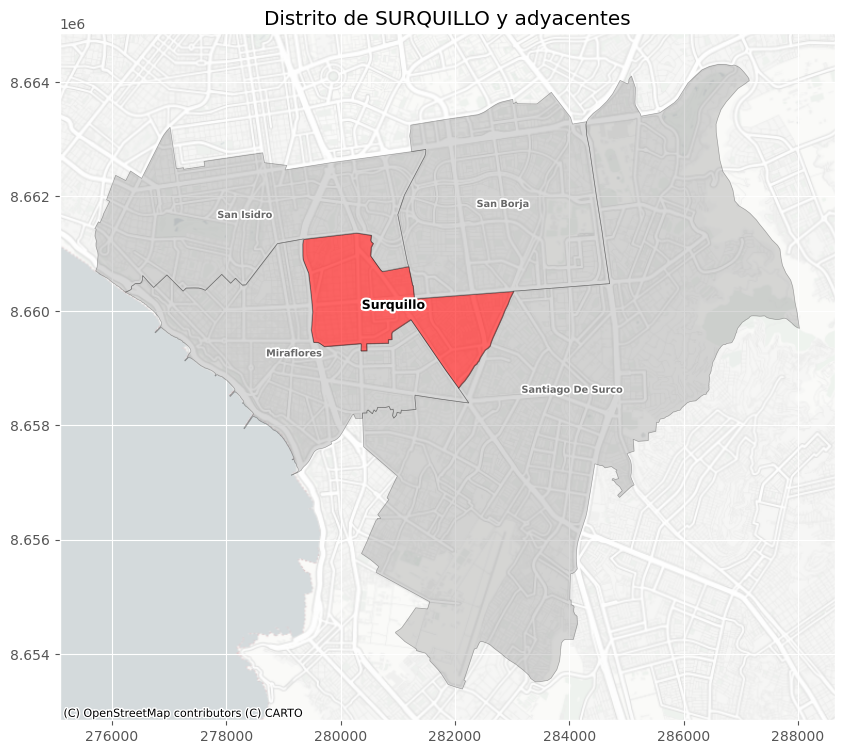 Distrito de SURQUILLO y adyacentes
1e6
8.664
8.662
8.660
8.658
8.656
8.654
San Borja
San Isidro
Surquillo
Miraflores
Santiago De Surco
(C) OpenStreetMap contributors (C) CARTO
276000 278000 280000 282000 284000 286000 288000